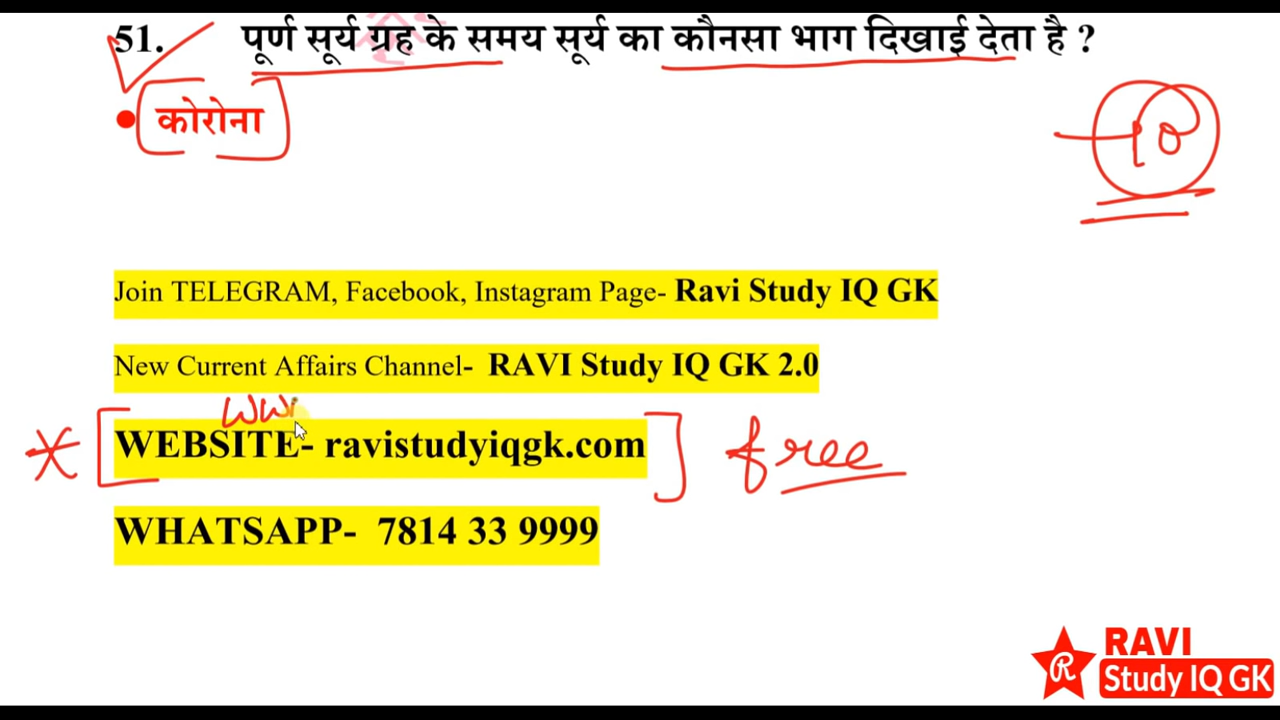 51. पूर्ण सूर्य ग्रह के समय सूर्य का कौनसा भाग दिखाई देता है ?
• कोरोना
Join TELEGRAM, Facebook, Instagram Page- Ravi Study IQ GK
New Current Affairs Channel- RAVI Study IQ GK 2.0
ww
WEBSITE- ravistudyiqgk.com
free
WHATSAPP- 7814 33 9999
R
RAVI
Study IQ GK